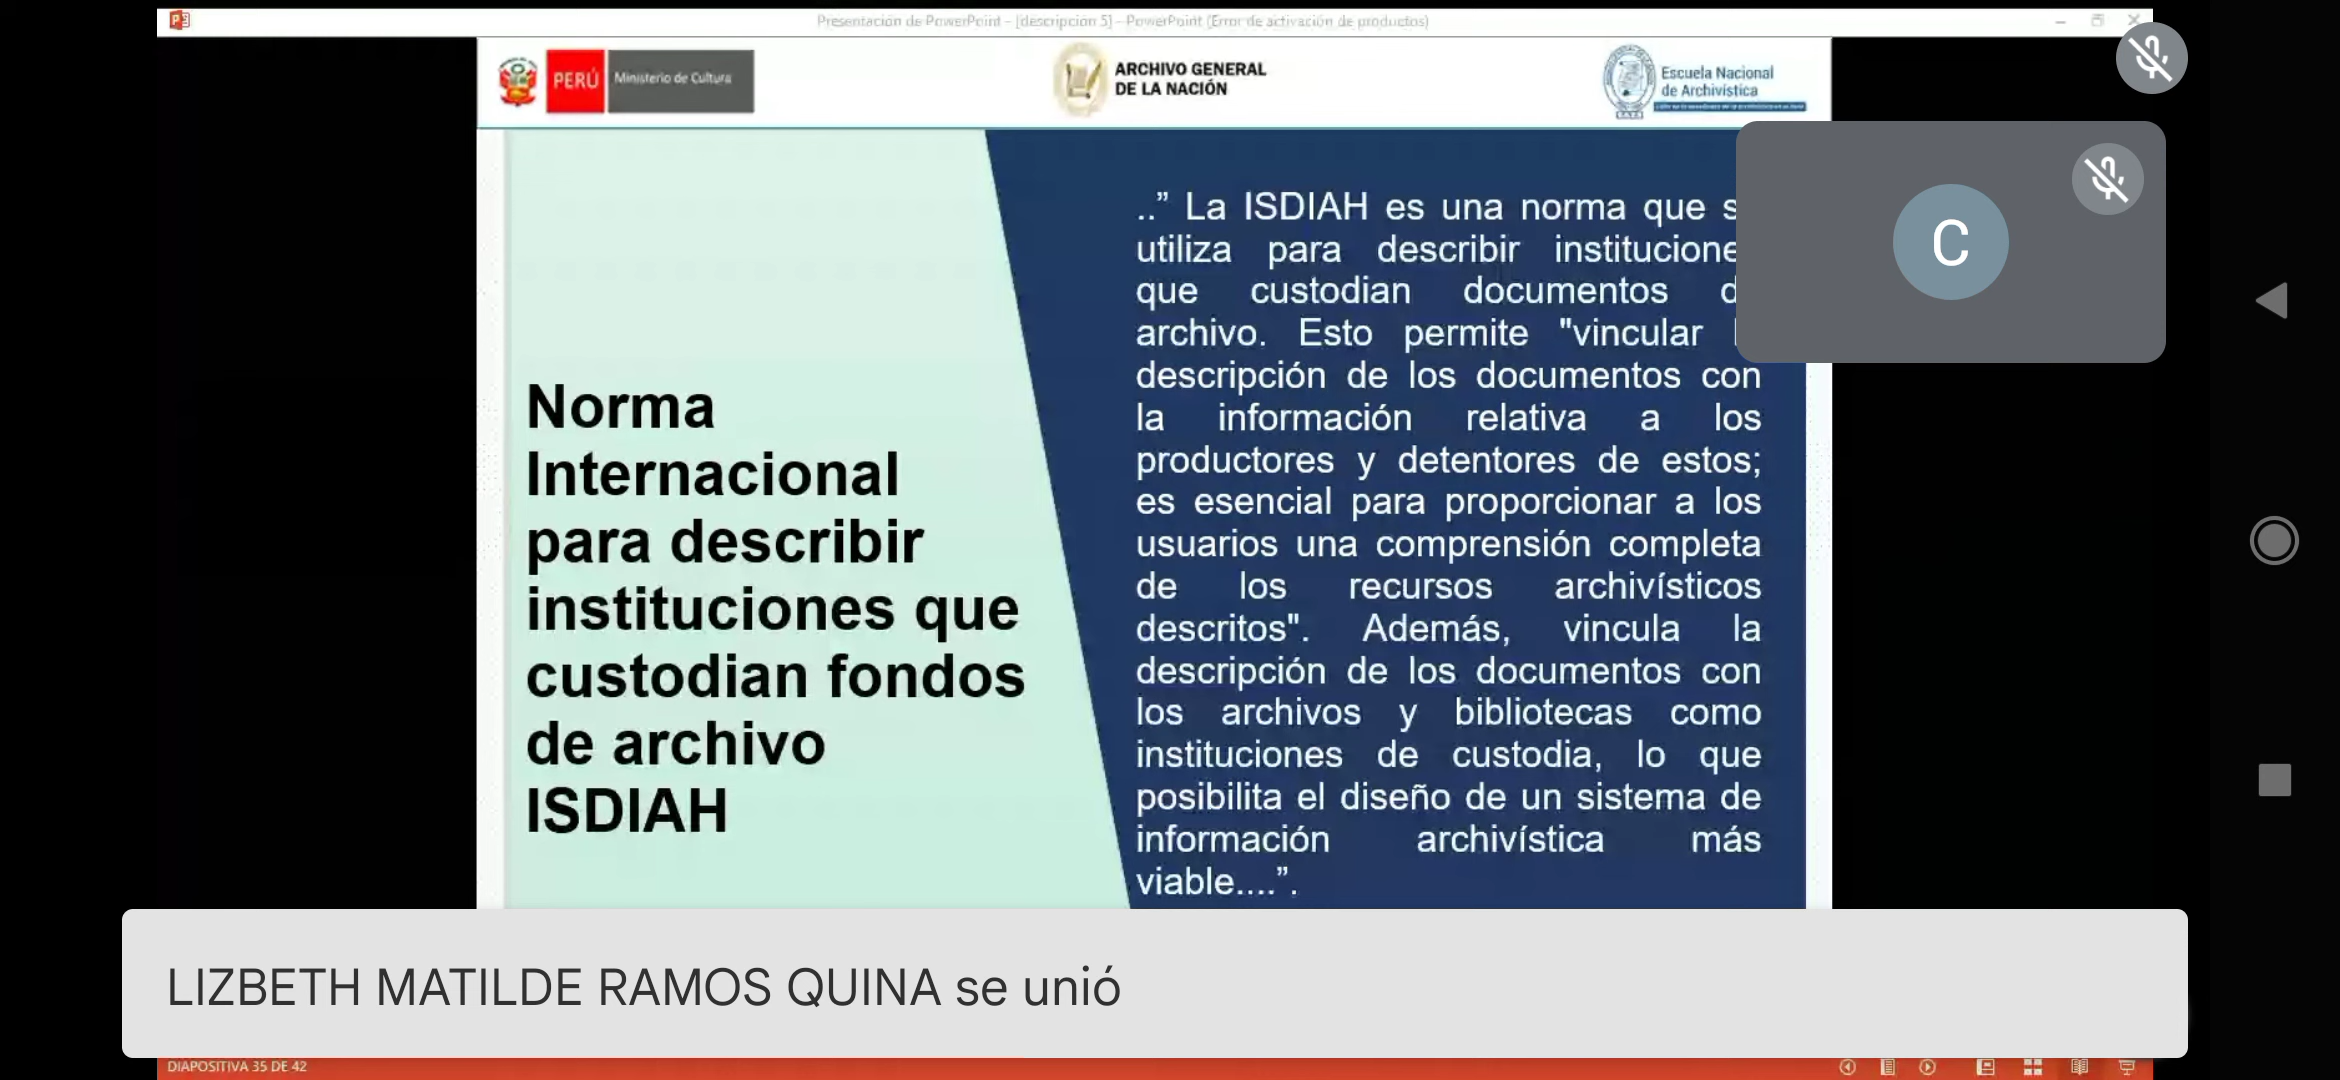 Presentación de PowerPoint - [descripción 5] - PowerPoint (Error de activación de productos)
PERÚ Ministerio de Cultura
ARCHIVO GENERAL
DE LA NACIÓN
Escuela Nacional
de Archivística
C
Norma
Internacional
para describir
instituciones que
custodian fondos
de archivo
ISDIAH
..” La ISDIAH es una norma que
utiliza para describir
que custodian documentos
archivo. Esto permite "vincular
descripción de los documentos con
la información relativa a los
productores y detentores de estos;
es esencial para proporcionar a los
usuarios una comprensión completa
de los recursos archivísticos
descritos". Además, vincula la
descripción de los documentos con
los archivos y bibliotecas como
instituciones de custodia, lo que
posibilita el diseño de un sistema de
información archivística más
viable....”.
LIZBETH MATILDE RAMOS QUINA se unió
DIAPOSITIVA 35 DE 42